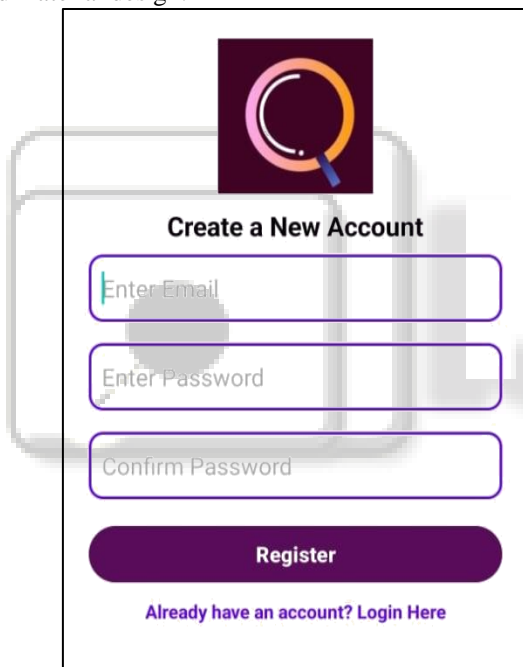 Create a New Account
Enter Email
Enter Password
Confirm Password
Register
Already have an account? Login Here